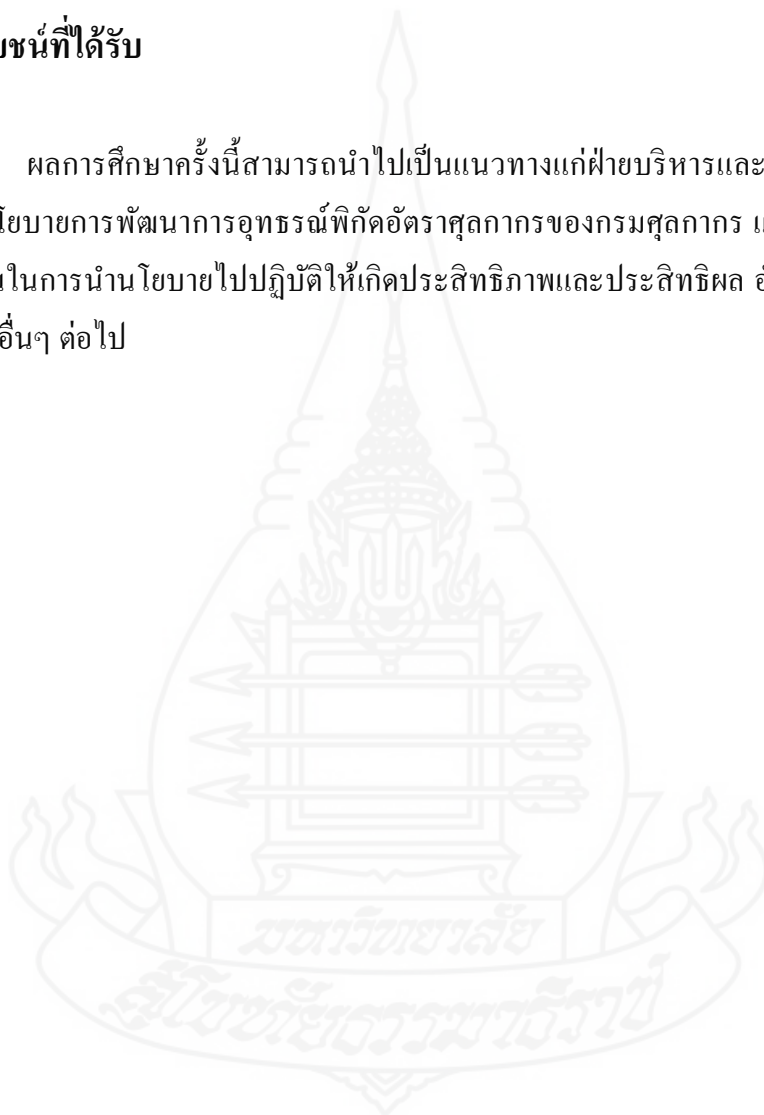 ยชน์ที่ได้รับ
ผลการศึกษาครั้งนี้สามารถนำไปเป็นแนวทางแก่ฝ่ายบริหารและ
โยบายการพัฒนาการอุทธรณ์พิกัดอัตราศุลกากรของกรมศุลกากร
นในการนำนโยบายไปปฏิบัติให้เกิดประสิทธิภาพและประสิทธิผล
อื่นๆ ต่อไป
มหาวิทยาลัย
สุโขทัยธรรมาธิราช